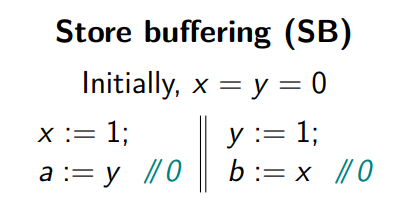 Store buffering (SB)
Initially, x = y = 0
x := 1; ‖ y := 1;
a := y //0 ‖ b := x //0